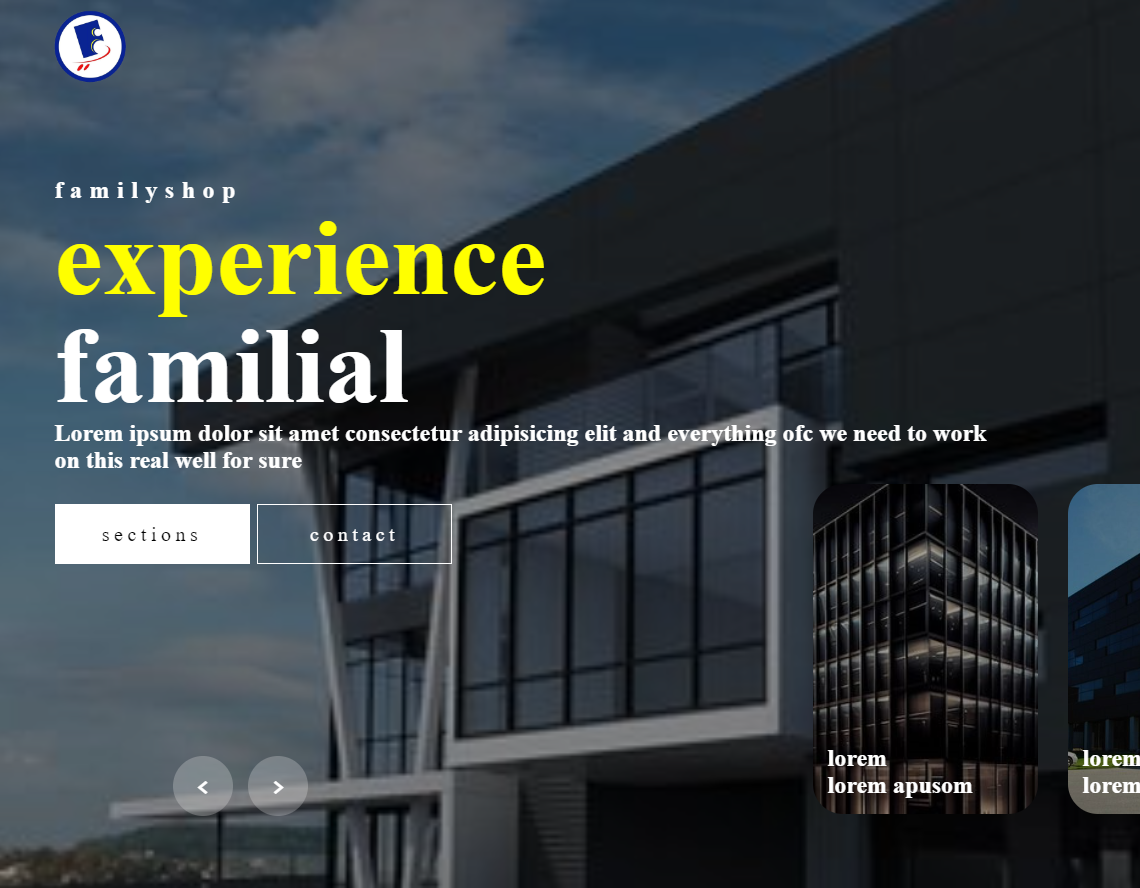 familyshop
experience
familial
Lorem ipsum dolor sit amet consectetur adipisicing elit and everything ofc we need to work
on this real well for sure
sections
contact
lorem
lorem apusom
lorem
lorem